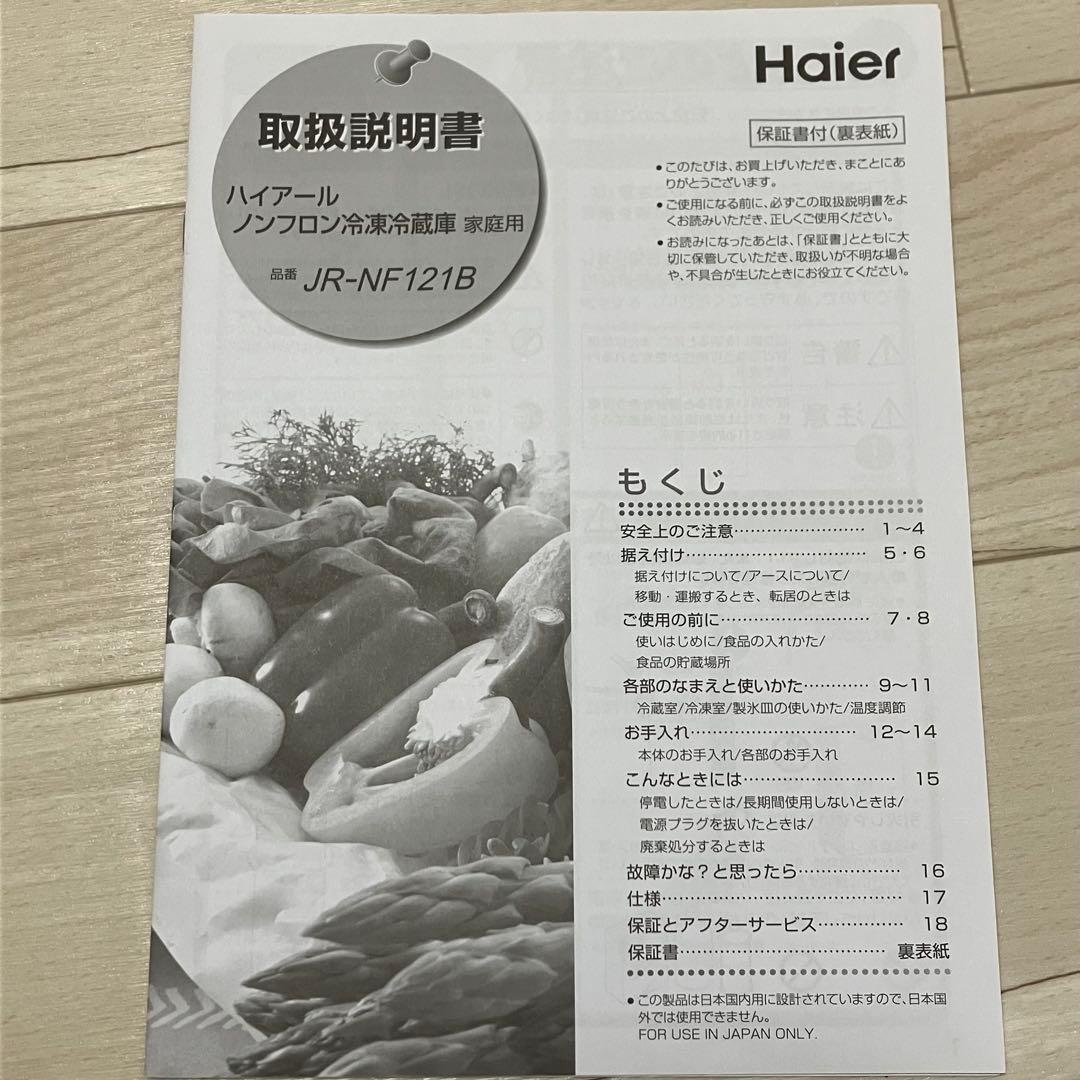 Haier
取扱説明書
ハイアール
ノンフロン冷凍冷蔵庫 家庭用
品番 JR-NF121B
保証書付(裏表紙)
●このたびは、お買上げいただき、まことにあ
りがとうございます。
●ご使用になる前に、必ずこの取扱説明書をよ
くお読みいただき、正しくご使用ください。
●お読みになったあとは、「保証書」とともに大
切に保管していただき、取扱いが不明な場合
や、不具合が生じたときにお役立てください。
もくじ
安全上のご注意…………………… 1～4
据え付け…………………………… 5・6
据え付けについて/アースについて/
移動・運搬するとき、転居のときは
ご使用の前に……………………… 7・8
使いはじめに/食品の入れかた/
食品の貯蔵場所
各部のなまえと使いかた………… 9～11
冷蔵室/冷凍室/製氷皿の使いかた/温度調節
お手入れ………………………… 12～14
本体のお手入れ/各部のお手入れ
こんなときには……………………… 15
停電したときは/長期間使用しないときは/
電源プラグを抜いたときは/
廃棄処分するときは
故障かな？と思ったら……………… 16
仕様…………………………………… 17
保証とアフターサービス…………… 18
保証書……………………………… 裏表紙
●この製品は日本国内用に設計されていますので、日本国
外では使用できません。
FOR USE IN JAPAN ONLY.